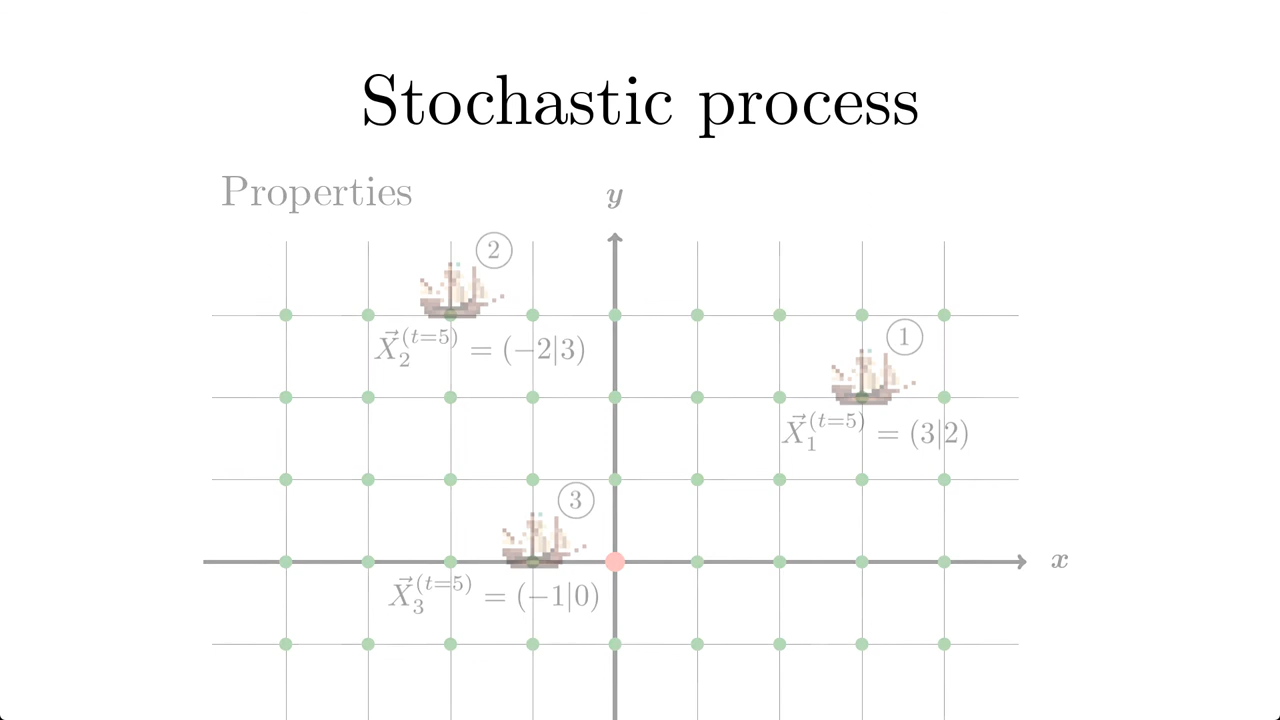 Stochastic process
Properties
y
2
X⃗₂⁽ᵗ⁼⁵⁾ = (−2|3)
1
X⃗₁⁽ᵗ⁼⁵⁾ = (3|2)
3
x
X⃗₃⁽ᵗ⁼⁵⁾ = (−1|0)